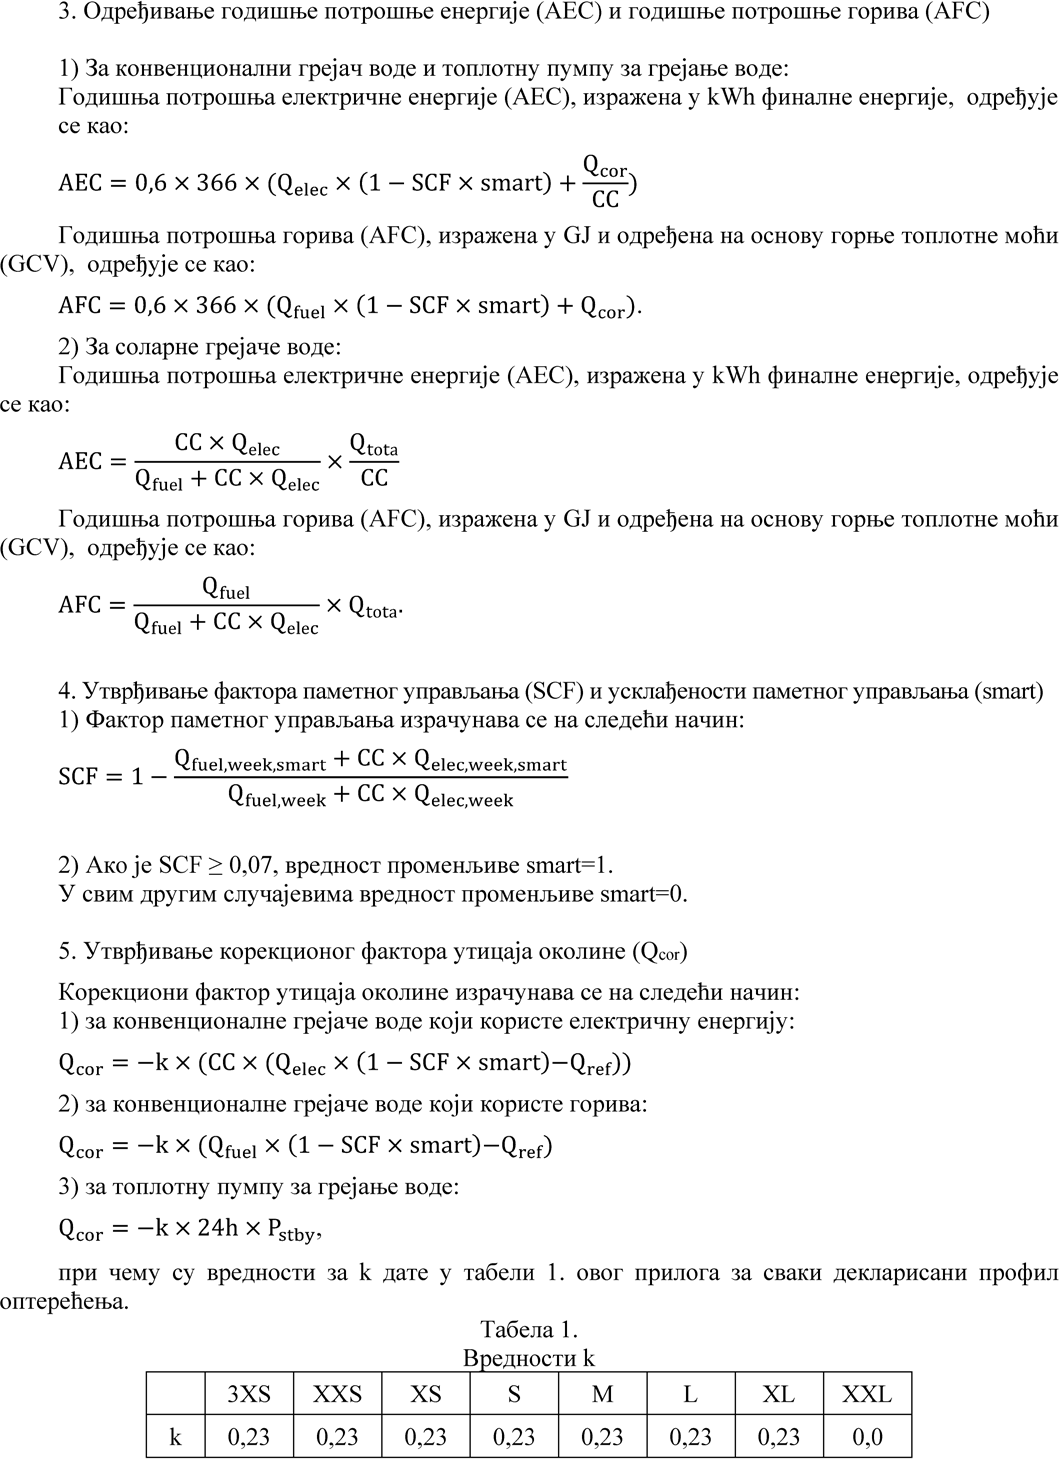 3. Одређивање годишње потрошње енергије (AEC) и годишње потрошње горива (AFC)
1) За конвенционални грејач воде и топлотну пумпу за грејање воде:
Годишња потрошња електричне енергије (AEC), изражена у kWh финалне енергије, одређује
се као:
AEC = 0,6 × 366 × (Q_elec × (1 − SCF × smart) + Q_cor/CC)
Годишња потрошња горива (AFC), изражена у GJ и одређена на основу горње топлотне моћи
(GCV), одређује се као:
AFC = 0,6 × 366 × (Q_fuel × (1 − SCF × smart) + Q_cor).
2) За соларне грејаче воде:
Годишња потрошња електричне енергије (AEC), изражена у kWh финалне енергије, одређује
се као:
AEC = (CC × Q_elec)/(Q_fuel + CC × Q_elec) × Q_tota/CC
Годишња потрошња горива (AFC), изражена у GJ и одређена на основу горње топлотне моћи
(GCV), одређује се као:
AFC = Q_fuel/(Q_fuel + CC × Q_elec) × Q_tota.
4. Утврђивање фактора паметног управљања (SCF) и усклађености паметног управљања (smart)
1) Фактор паметног управљања израчунава се на следећи начин:
SCF = 1 − (Q_fuel,week,smart + CC × Q_elec,week,smart)/(Q_fuel,week + CC × Q_elec,week)
2) Ако је SCF ≥ 0,07, вредност променљиве smart=1.
У свим другим случајевима вредност променљиве smart=0.
5. Утврђивање корекционог фактора утицаја околине (Q_cor)
Корекциони фактор утицаја околине израчунава се на следећи начин:
1) за конвенционалне грејаче воде који користе електричну енергију:
Q_cor = −k × (CC × (Q_elec × (1 − SCF × smart)−Q_ref))
2) за конвенционалне грејаче воде који користе горива:
Q_cor = −k × (Q_fuel × (1 − SCF × smart)−Q_ref)
3) за топлотну пумпу за грејање воде:
Q_cor = −k × 24h × P_stby,
при чему су вредности за k дате у табели 1. овог прилога за сваки декларисани профил
оптерећења.
Табела 1.
Вредности k
3XS XXS XS S M L XL XXL
k 0,23 0,23 0,23 0,23 0,23 0,23 0,23 0,0